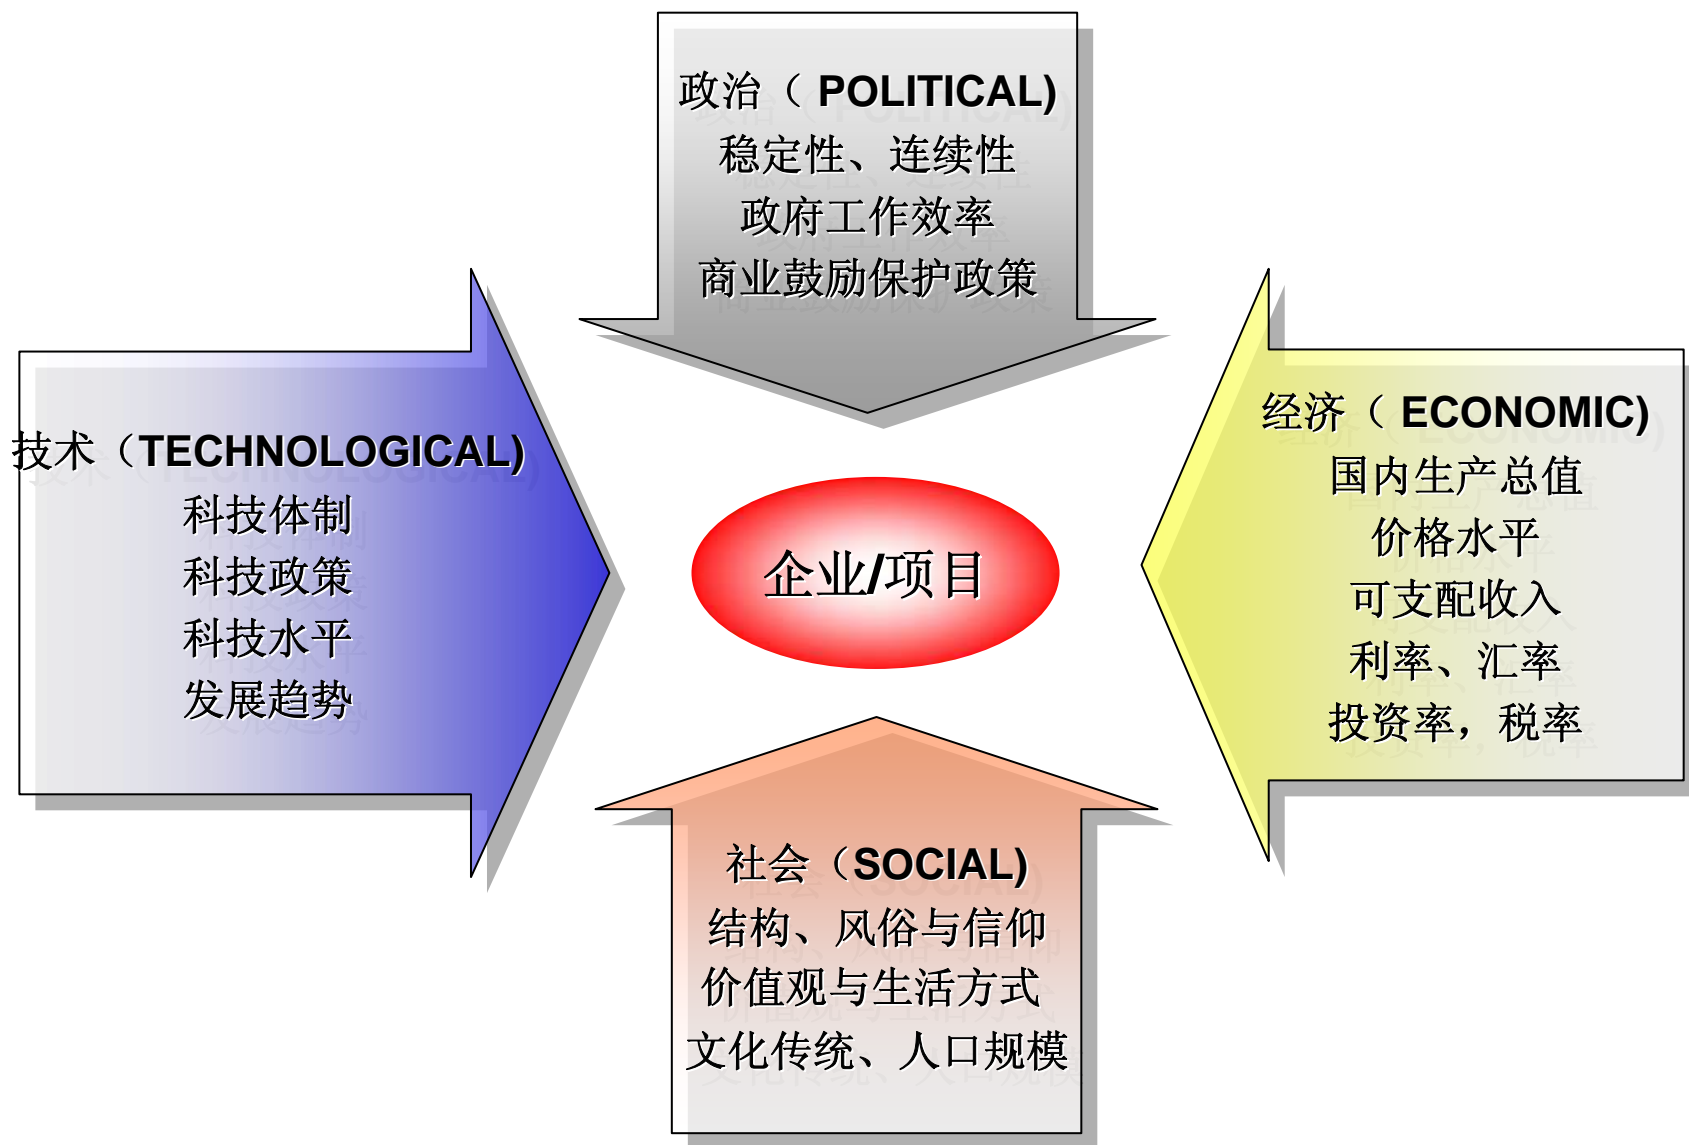 政治（ POLITICAL)
稳定性、连续性
政府工作效率
商业鼓励保护政策
技术（TECHNOLOGICAL)
科技体制
科技政策
科技水平
发展趋势
企业/项目
经济（ ECONOMIC)
国内生产总值
价格水平
可支配收入
利率、汇率
投资率，税率
社会（SOCIAL)
结构、风俗与信仰
价值观与生活方式
文化传统、人口规模